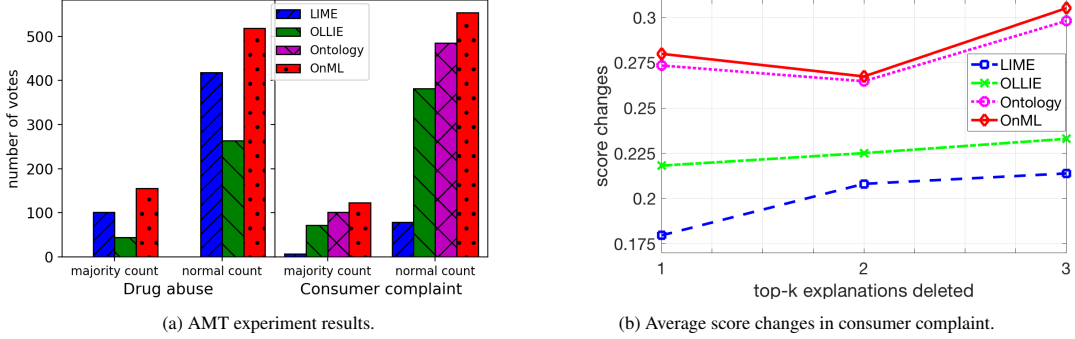 500
400
300
200
100
0
number of votes
LIME
OLLIE
Ontology
OnML
majority count
normal count
majority count
normal count
Drug abuse
Consumer complaint
(a) AMT experiment results.
0.3
0.275
0.25
0.225
0.2
0.175
score changes
LIME
OLLIE
Ontology
OnML
1
2
3
top-k explanations deleted
(b) Average score changes in consumer complaint.